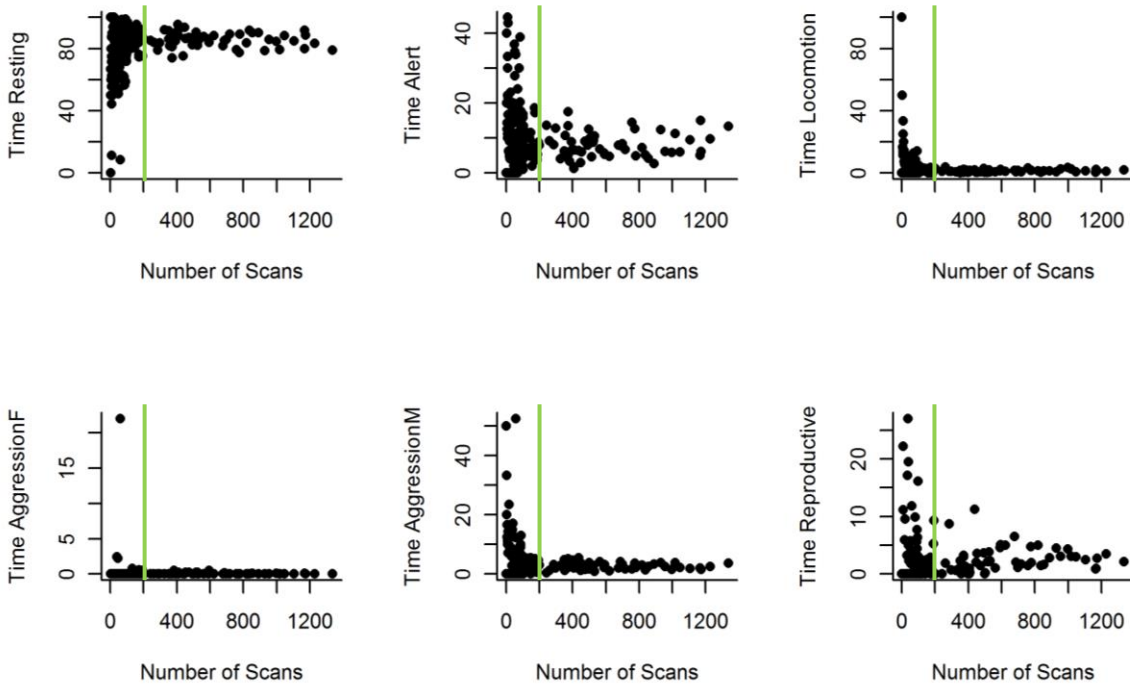 Time Resting
0 40 80
0 400 800 1200
Number of Scans
Time Alert
0 20 40
0 400 800 1200
Number of Scans
Time Locomotion
0 40 80
0 400 800 1200
Number of Scans
Time AggressionF
0 5 15
0 400 800 1200
Number of Scans
Time AggressionM
0 20 40
0 400 800 1200
Number of Scans
Time Reproductive
0 10 20
0 400 800 1200
Number of Scans